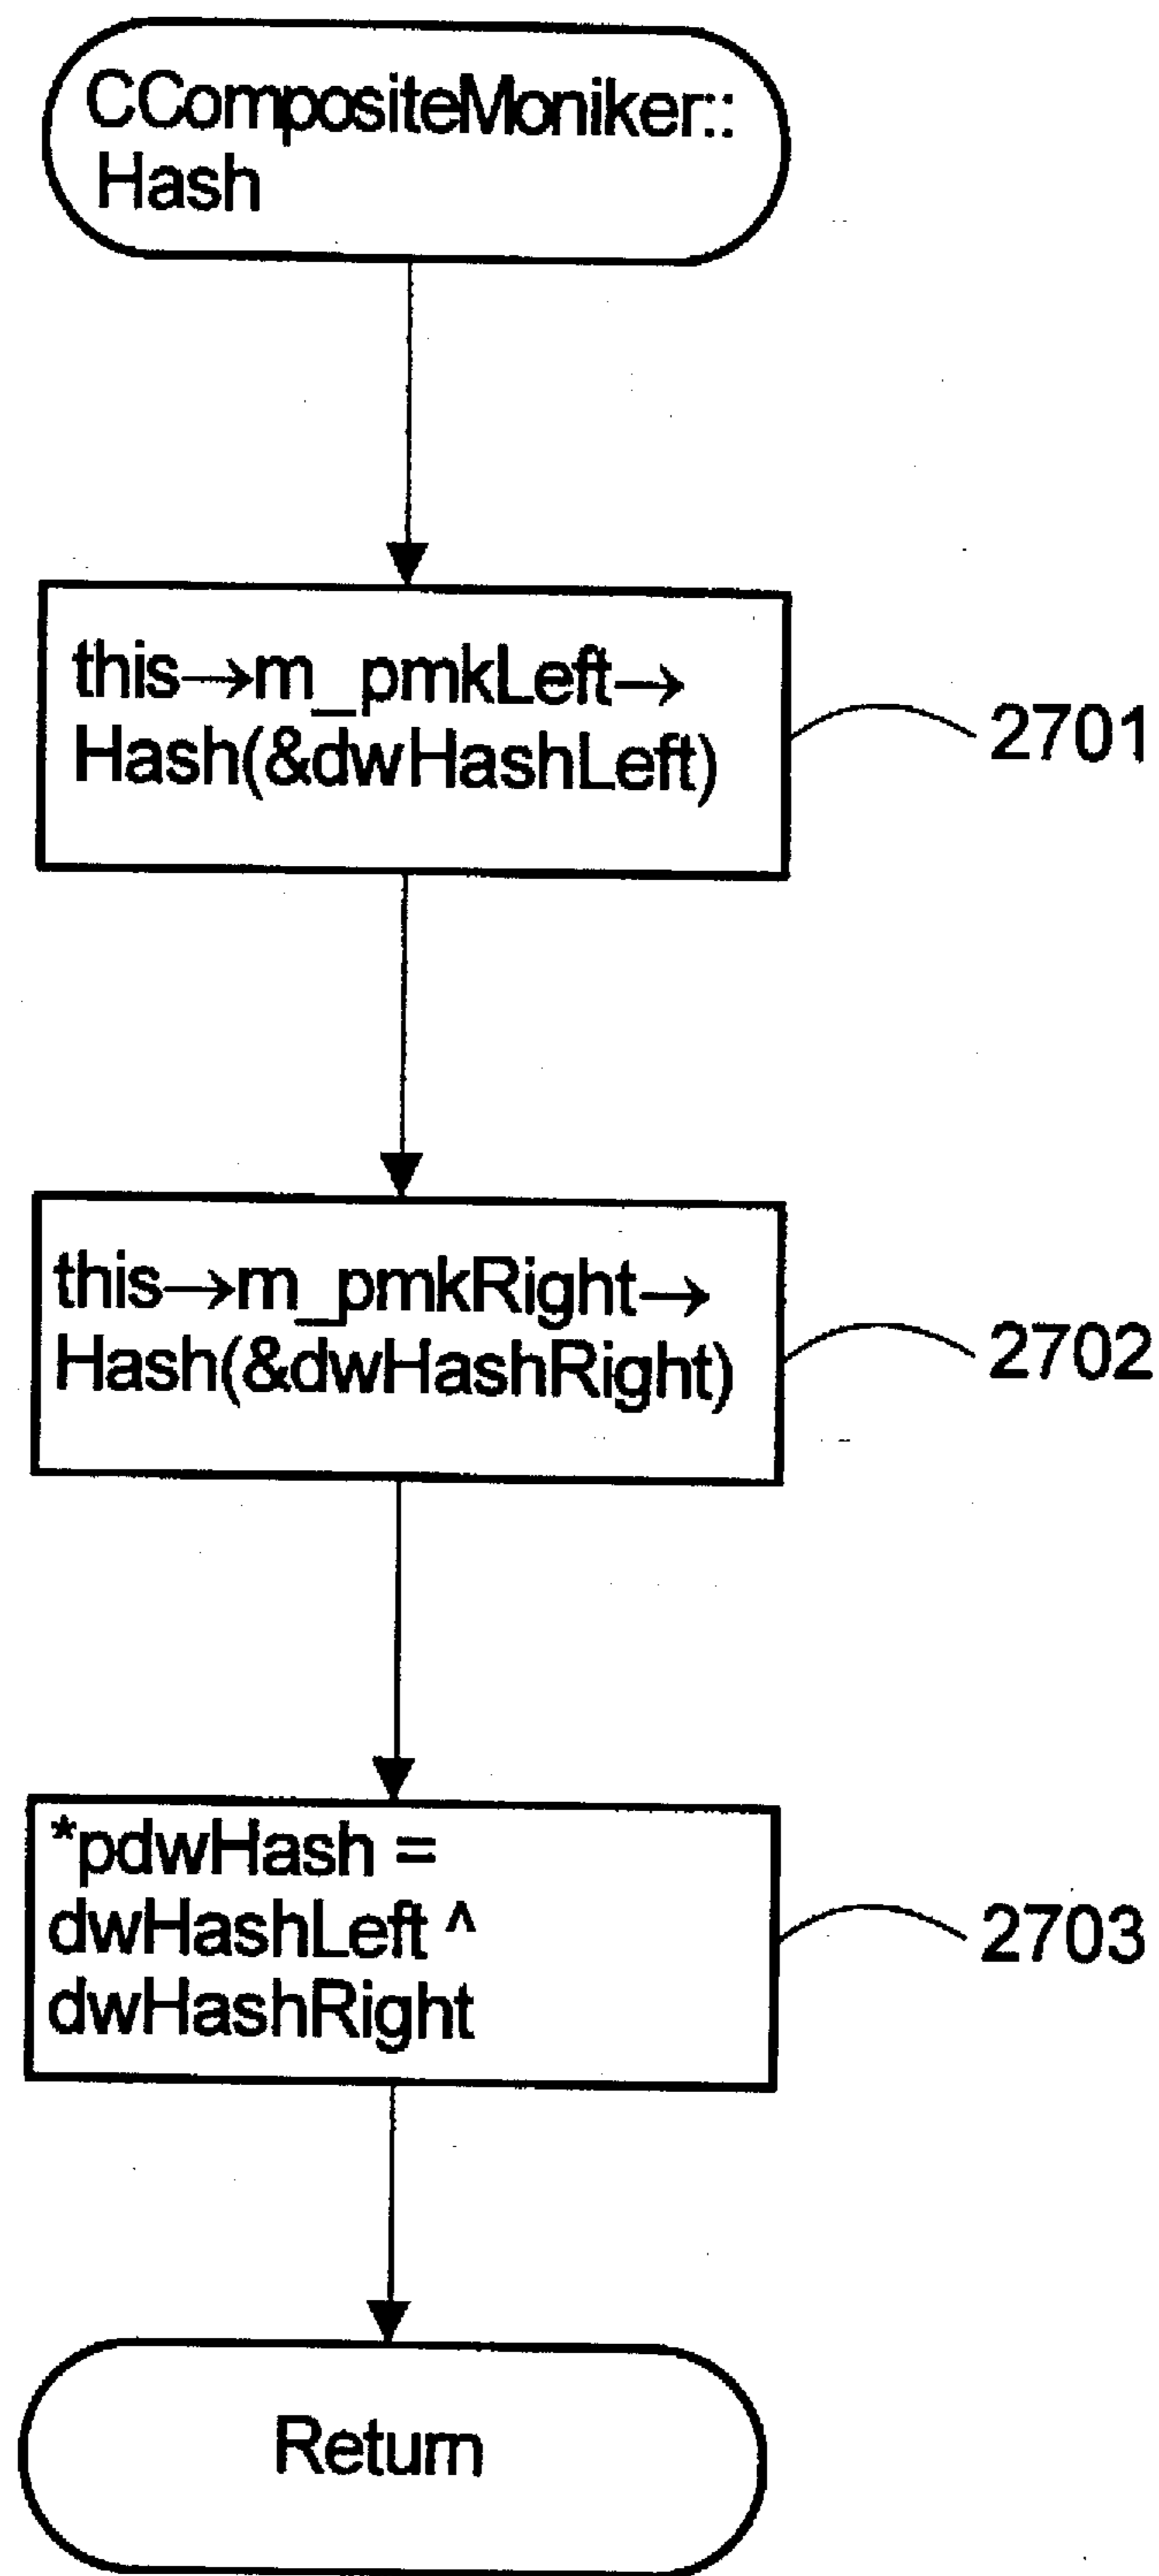 CCompositeMoniker::
Hash
this→m_pmkLeft→
Hash(&dwHashLeft)
2701
this→m_pmkRight→
Hash(&dwHashRight)
2702
*pdwHash =
dwHashLeft ^
dwHashRight
2703
Return